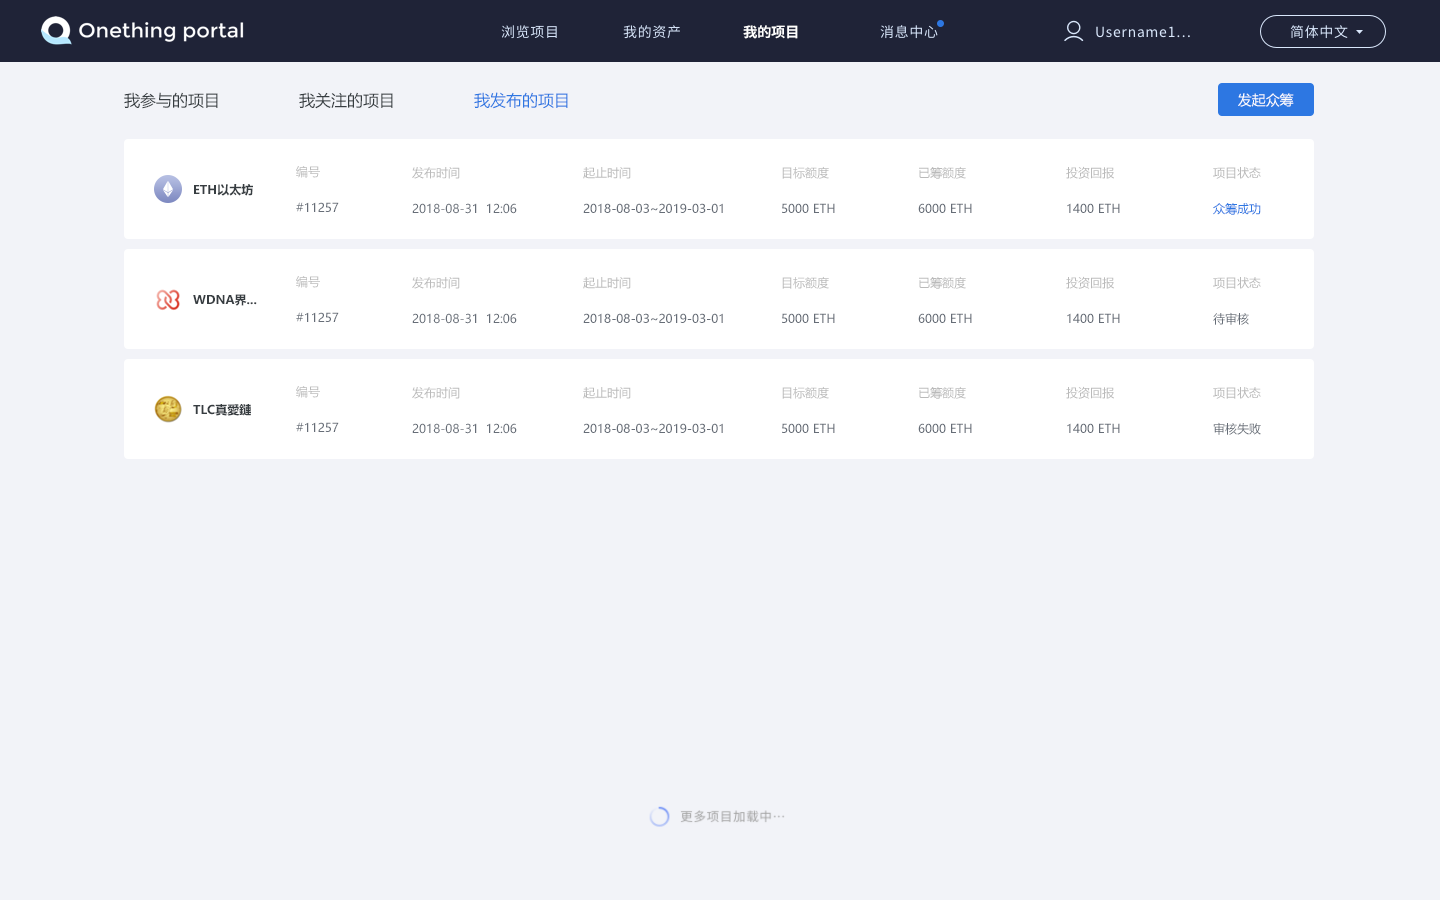 Onething portal 浏览项目 我的资产 我的项目 消息中心 Username1... 简体中文
我参与的项目 我关注的项目 我发布的项目 发起众筹
编号 发布时间 起止时间 目标额度 已筹额度 投资回报 项目状态
ETH以太坊
#11257 2018-08-31 12:06 2018-08-03~2019-03-01 5000 ETH 6000 ETH 1400 ETH 众筹成功
编号 发布时间 起止时间 目标额度 已筹额度 投资回报 项目状态
WDNA界...
#11257 2018-08-31 12:06 2018-08-03~2019-03-01 5000 ETH 6000 ETH 1400 ETH 待审核
编号 发布时间 起止时间 目标额度 已筹额度 投资回报 项目状态
TLC真愛鏈
#11257 2018-08-31 12:06 2018-08-03~2019-03-01 5000 ETH 6000 ETH 1400 ETH 审核失败
更多项目加载中···